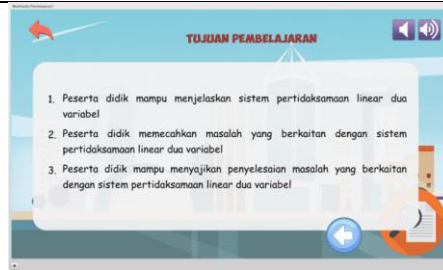 TUJUAN PEMBELAJARAN
1. Peserta didik mampu menjelaskan sistem pertidaksamaan linear dua
variabel
2. Peserta didik memecahkan masalah yang berkaitan dengan sistem
pertidaksamaan linear dua variabel
3. Peserta didik mampu menyajikan penyelesaian masalah yang berkaitan
dengan sistem pertidaksamaan linear dua variabel